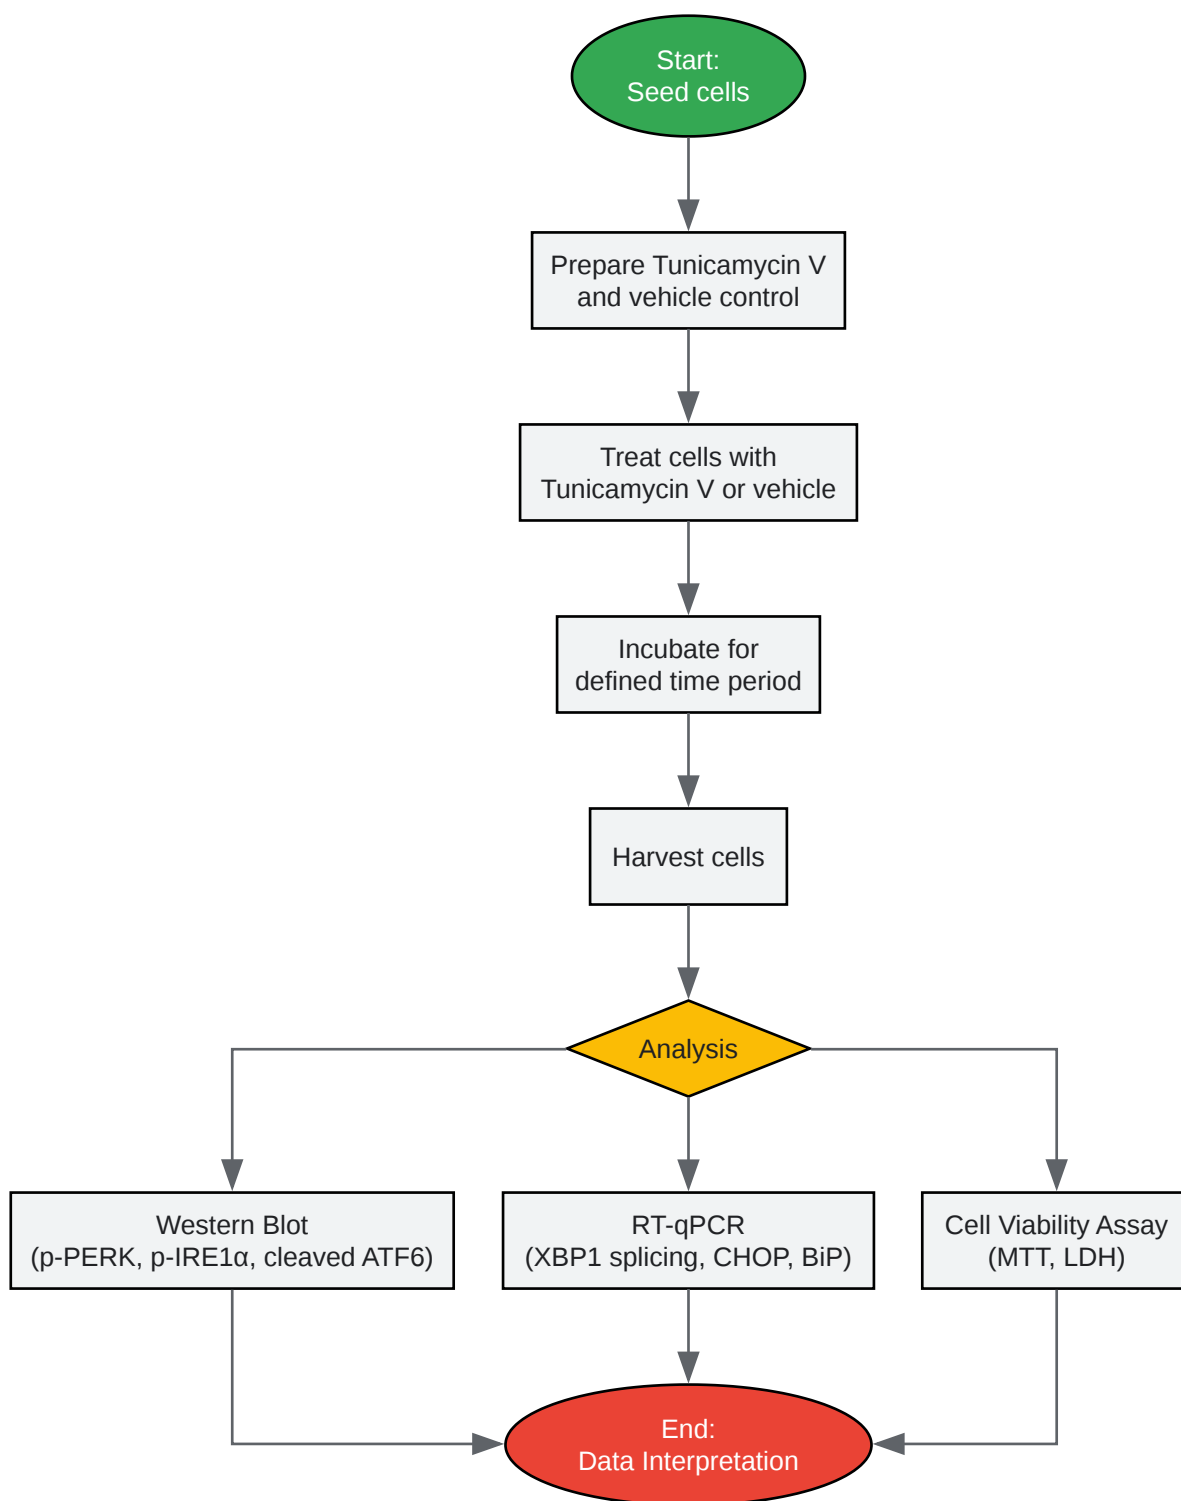 Start:
Seed cells
Prepare Tunicamycin V
and vehicle control
Treat cells with
Tunicamycin V or vehicle
Incubate for
defined time period
Harvest cells
Analysis
Western Blot
(p-PERK, p-IRE1α, cleaved ATF6)
RT-qPCR
(XBP1 splicing, CHOP, BiP)
Cell Viability Assay
(MTT, LDH)
End:
Data Interpretation